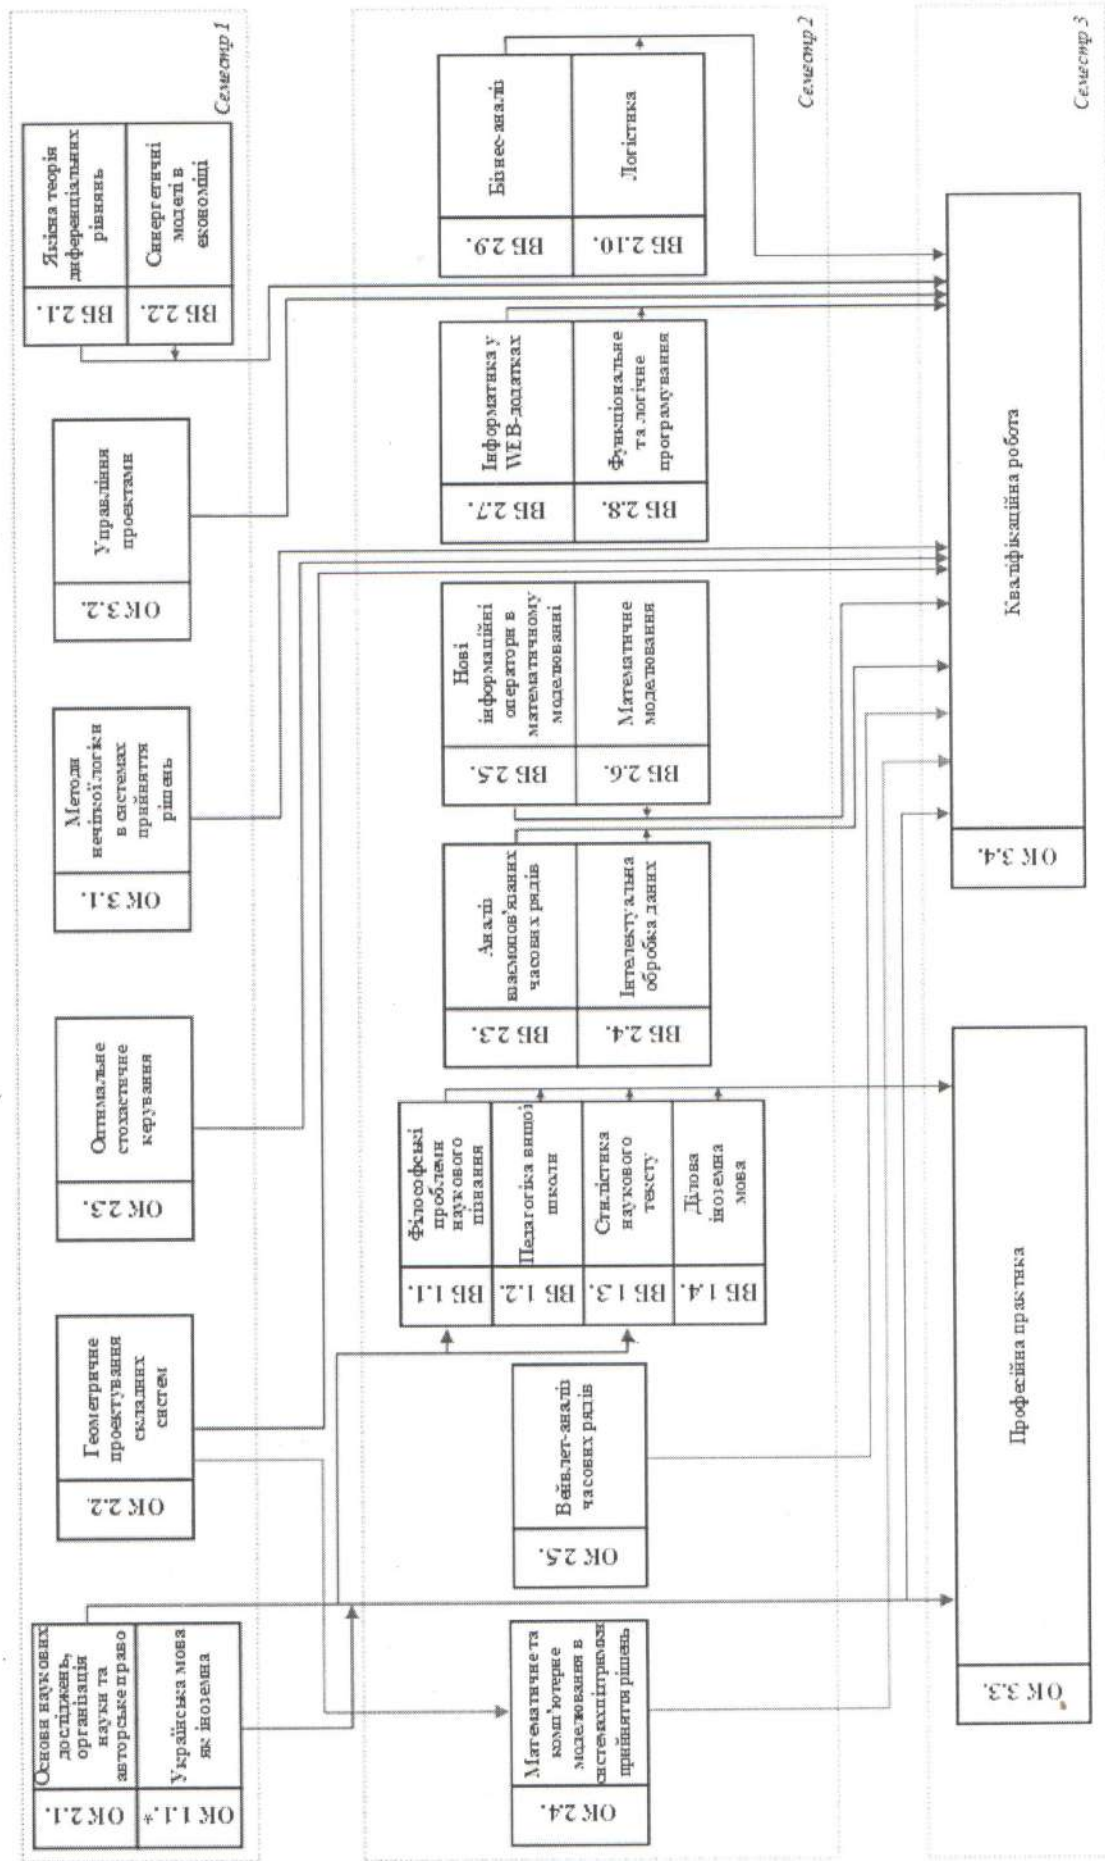 ОК 2.1.
Основи наукових
досліджень,
організація
науки та
авторське право
ОК 1.1.*
Українська мова
як іноземна
ОК 2.2.
Геометричне
проектування
складних
систем
ОК 2.3.
Оптимальне
стохастичне
керування
ОК 3.1.
Методи
нечіткої логіки
в системах
прийняття
рішень
ОК 3.2.
Управління
проектами
ВБ 2.1.
Якісна теорія
диференціальних
рівнянь
ВБ 2.2.
Синергетичні
моделі в
економіці
Семестр 1
ОК 2.4.
Математичне та
комп'ютерне
моделювання в
системах підтримки
прийняття рішень
ОК 2.5.
Вейвлет-аналіз
часових рядів
ВБ 1.1.
Філософські
проблеми
наукового
пізнання
ВБ 1.2.
Педагогіка вищої
школи
ВБ 1.3.
Стилістика
наукового
тексту
ВБ 1.4.
Ділова
іноземна
мова
ВБ 2.3.
Аналіз
взаємопов'язаних
часових рядів
ВБ 2.4.
Інтелектуальна
обробка даних
ВБ 2.5.
Нові
інформаційні
оператори в
математичному
моделюванні
ВБ 2.6.
Математичне
моделювання
ВБ 2.7.
Інформатика у
WEB-додатках
ВБ 2.8.
Функціональне
та логічне
програмування
ВБ 2.9.
Бізнес-аналіз
ВБ 2.10.
Логістика
Семестр 2
ОК 3.3.
Професійна практика
ОК 3.4.
Кваліфікаційна робота
Семестр 3